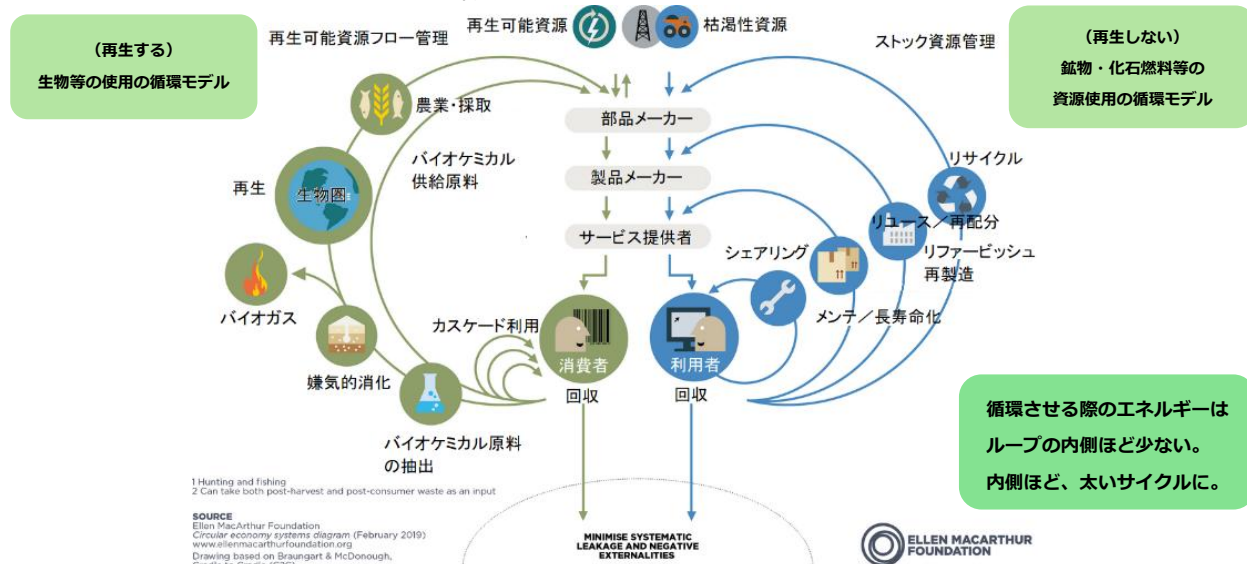 （再生する）
生物等の使用の循環モデル
再生可能資源フロー管理
再生可能資源
枯渇性資源
ストック資源管理
（再生しない）
鉱物・化石燃料等の
資源使用の循環モデル
農業・採取
部品メーカー
バイオケミカル
供給原料
製品メーカー
リサイクル
再生
生物圏
サービス提供者
リユース／再配分
シェアリング
リファービッシュ
再製造
バイオガス
カスケード利用
メンテ／長寿命化
消費者
利用者
嫌気的消化
回収
回収
バイオケミカル原料
の抽出
循環させる際のエネルギーは
ループの内側ほど少ない。
内側ほど、太いサイクルに。
1 Hunting and fishing
2 Can take both post-harvest and post-consumer waste as an input
SOURCE
Ellen MacArthur Foundation
Circular economy systems diagram (February 2019)
www.ellenmacarthurfoundation.org
Drawing based on Braungart & McDonough,
MINIMISE SYSTEMATIC
LEAKAGE AND NEGATIVE
EXTERNALITIES
ELLEN MACARTHUR
FOUNDATION